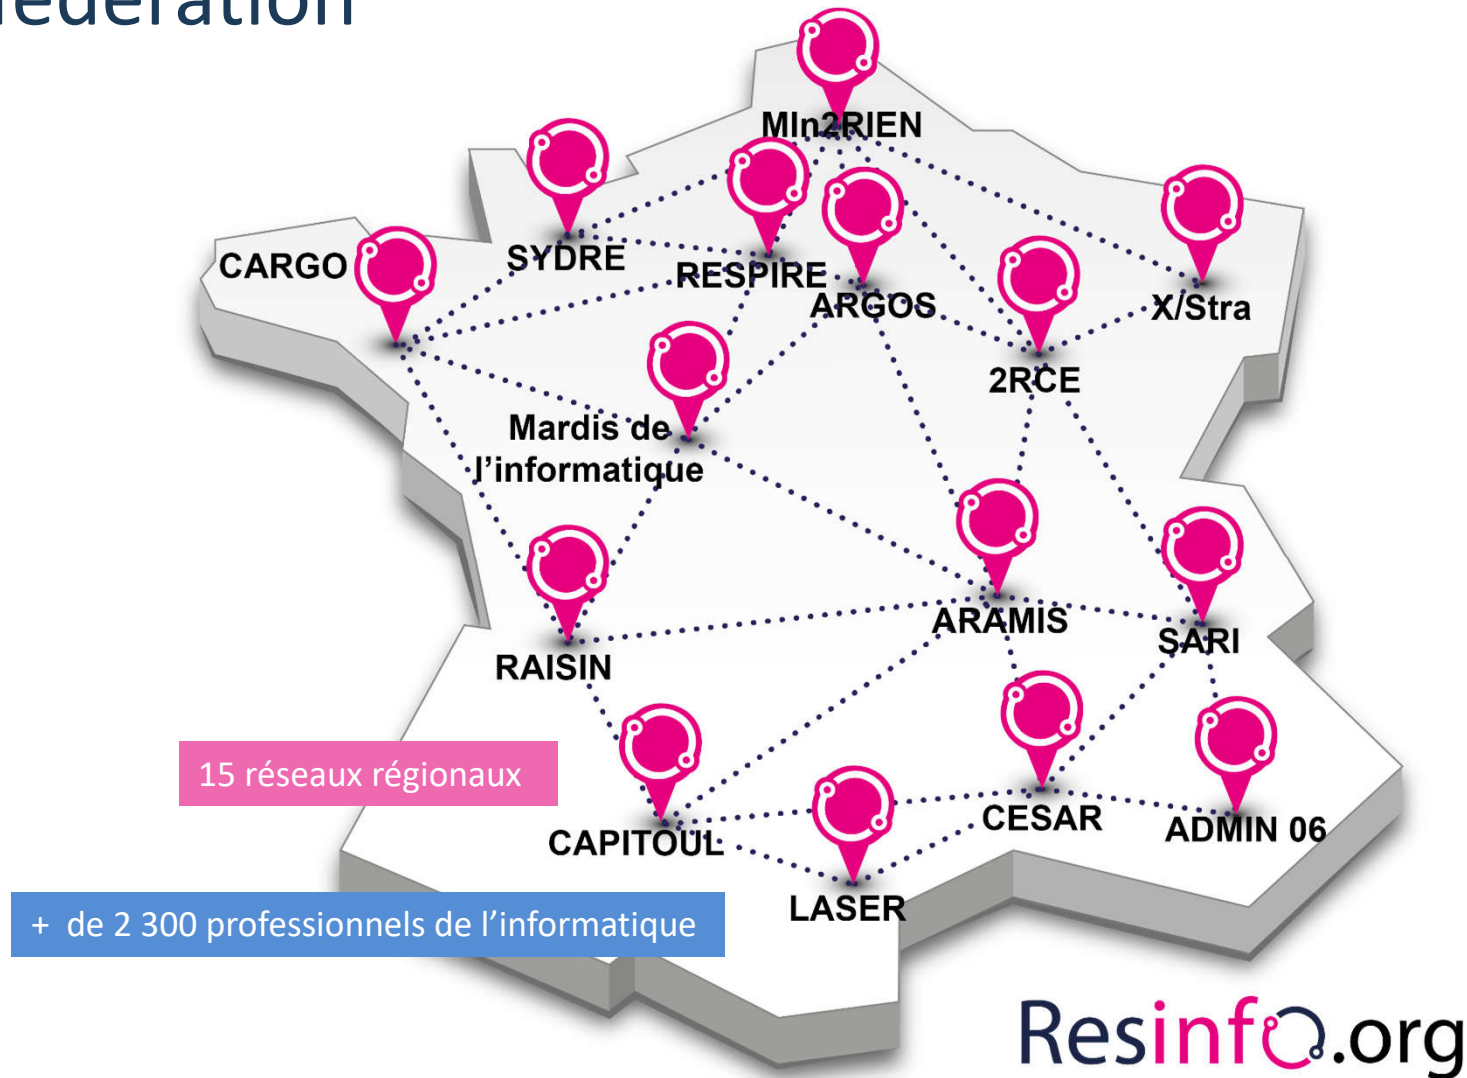 fédération
MIn2RIEN
CARGO
SYDRE
RESPIRE
ARGOS
X/Stra
2RCE
Mardis de
l’informatique
ARAMIS
SARI
RAISIN
15 réseaux régionaux
CAPITOUL
CESAR
ADMIN 06
LASER
+ de 2 300 professionnels de l’informatique
Resinfo.org